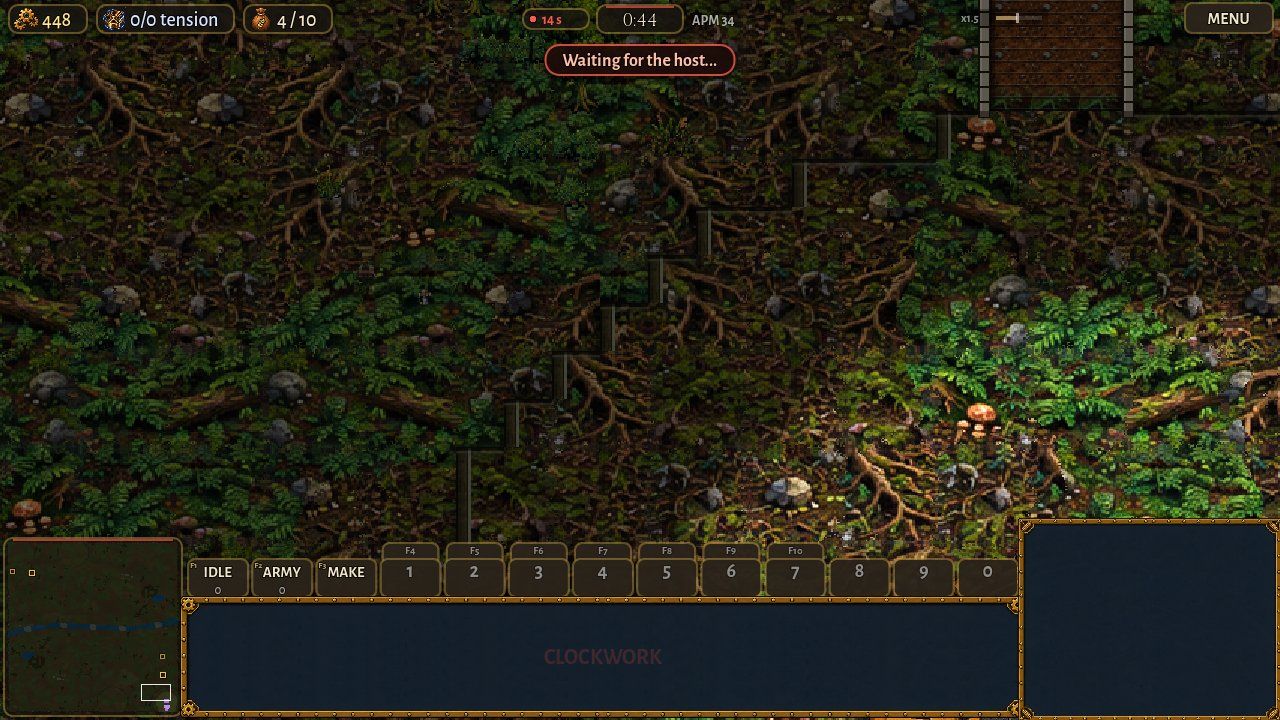 448
0/0 tension
4/10
14s
0:44
APM 34
x1.5
MENU
Waiting for the host...
F4
F5
F6
F7
F8
F9
F10
F1 IDLE
0
F2 ARMY
0
F3 MAKE
1
2
3
4
5
6
7
8
9
0
CLOCKWORK